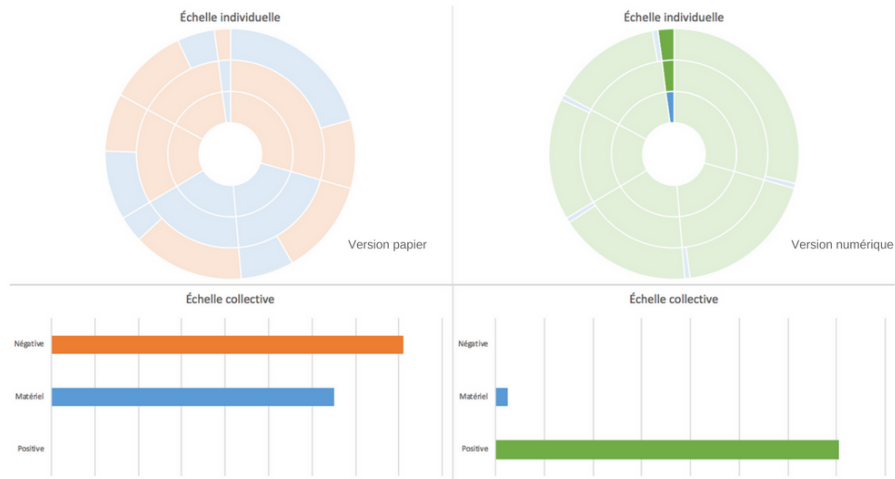 Échelle individuelle
Version papier
Échelle individuelle
Version numérique
Échelle collective
Négative
Matériel
Positive
Échelle collective
Négative
Matériel
Positive